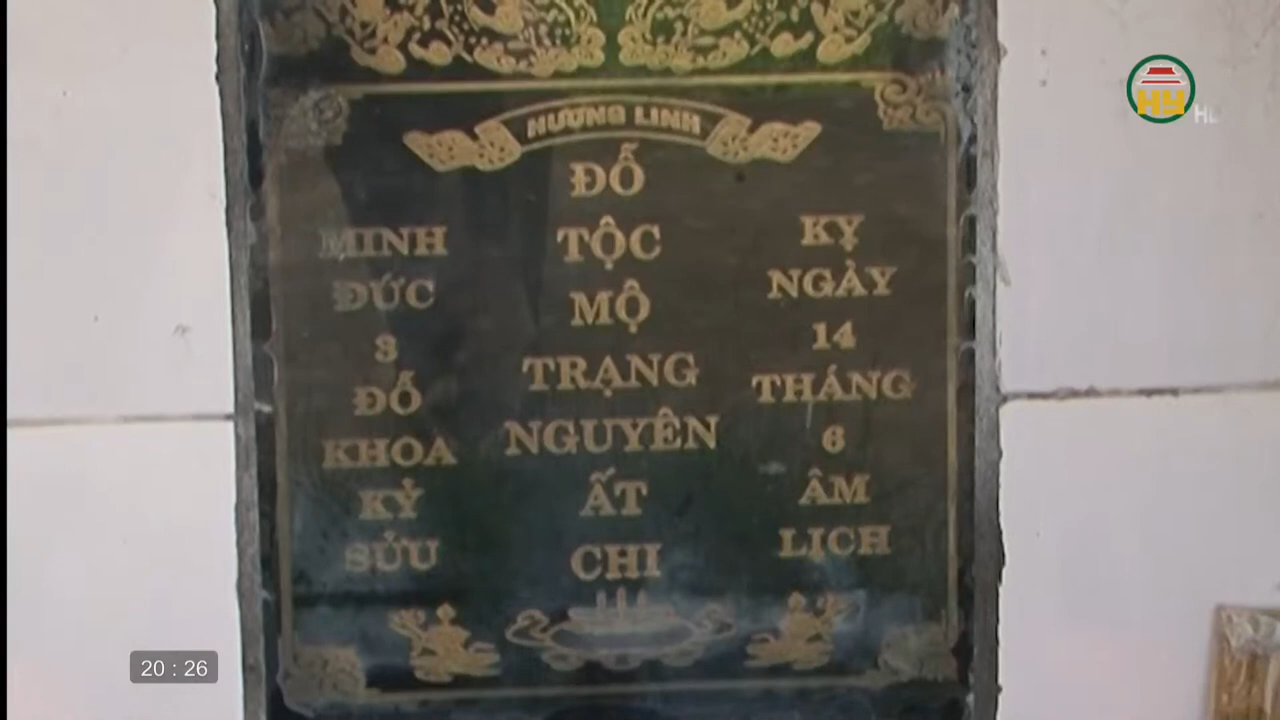 HƯƠNG LINH
ĐỖ
TỘC
MỘ
TRẠNG
NGUYÊN
ẤT
CHI
MINH
ĐỨC
3
ĐỖ
KHOA
KỶ
SỬU
KỴ
NGÀY
14
THÁNG
6
ÂM
LỊCH
HY
HD
20 : 26